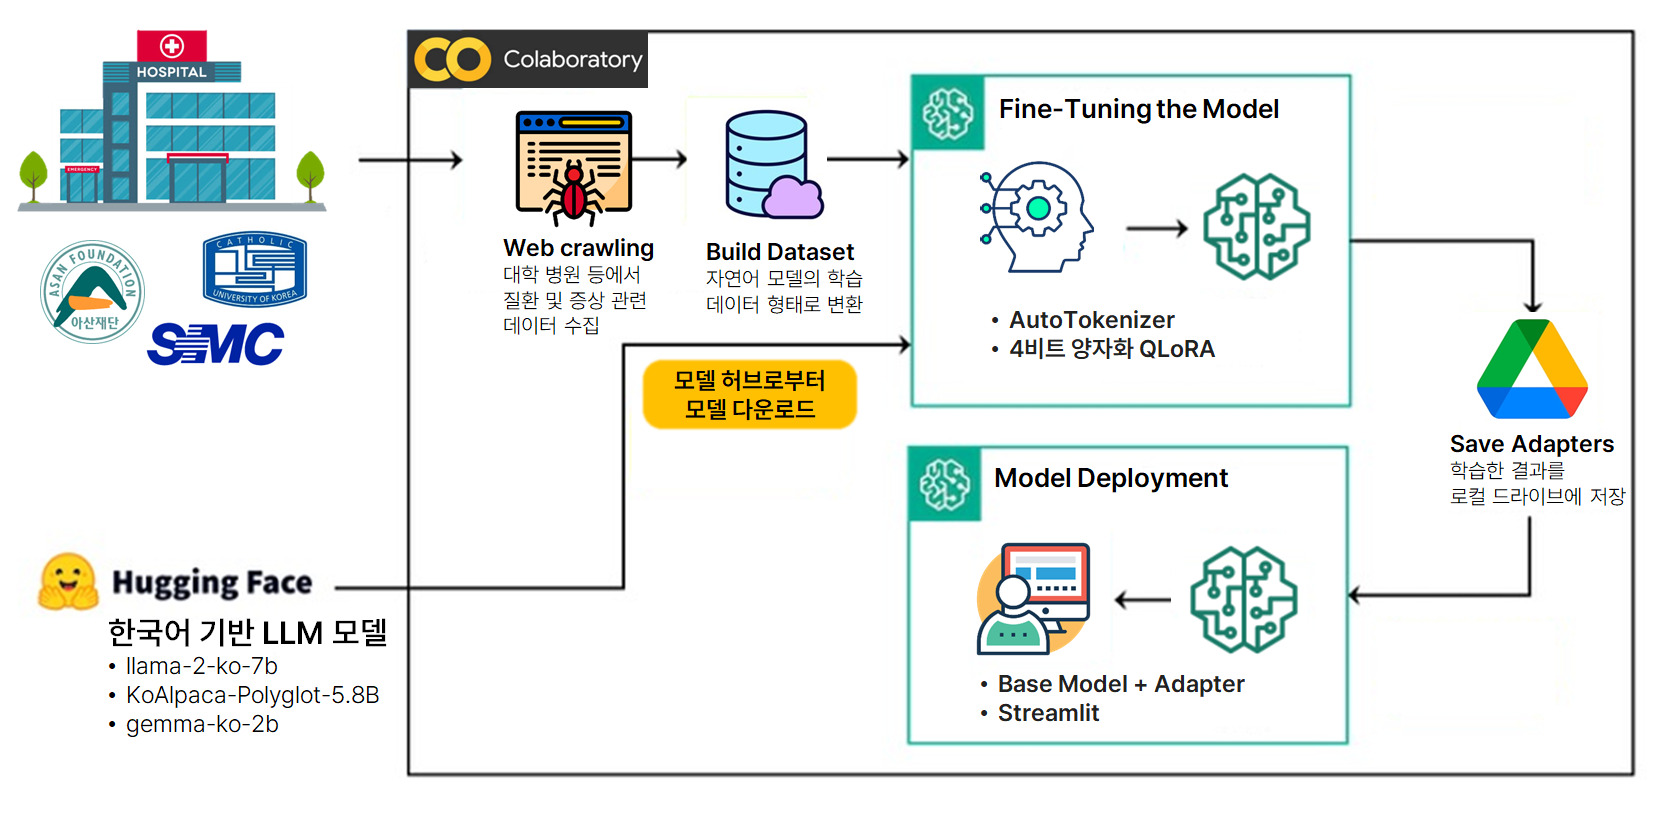 HOSPITAL
EMERGENCY
ASAN FOUNDATION
아산재단
CATHOLIC
UNIVERSITY OF KOREA
SMC
Colaboratory
Web crawling
대학 병원 등에서
질환 및 증상 관련
데이터 수집
Build Dataset
자연어 모델의 학습
데이터 형태로 변환
Fine-Tuning the Model
• AutoTokenizer
• 4비트 양자화 QLoRA
모델 허브로부터
모델 다운로드
Save Adapters
학습한 결과를
로컬 드라이브에 저장
Model Deployment
• Base Model + Adapter
• Streamlit
Hugging Face
한국어 기반 LLM 모델
• llama-2-ko-7b
• KoAlpaca-Polyglot-5.8B
• gemma-ko-2b